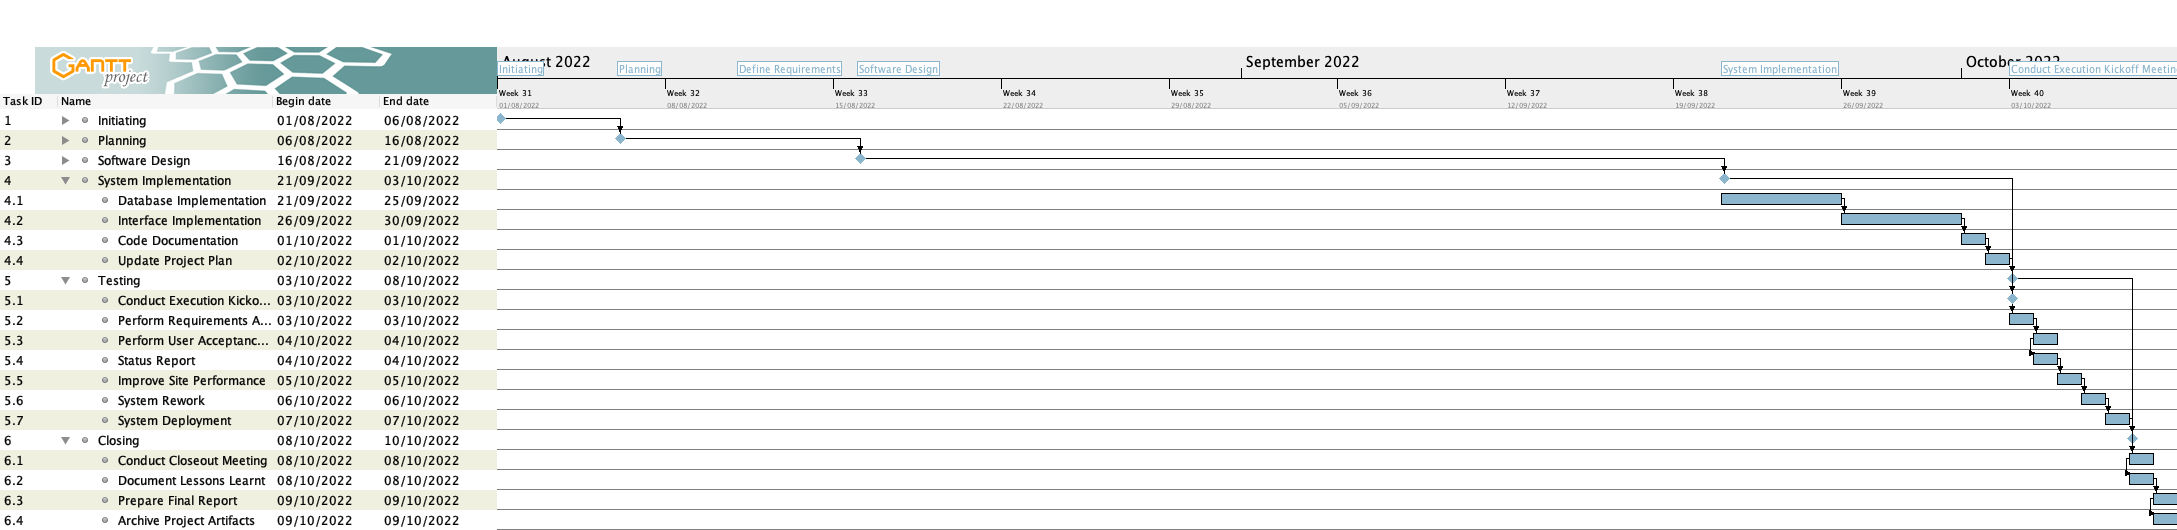 GANTT
project
August 2022 September 2022 October 2022
Initiating Planning Define Requirements Software Design System Implementation Conduct Execution Kickoff Meetin
Week 31 Week 32 Week 33 Week 34 Week 35 Week 36 Week 37 Week 38 Week 39 Week 40
01/08/2022 08/08/2022 15/08/2022 22/08/2022 29/08/2022 05/09/2022 12/09/2022 19/09/2022 26/09/2022 03/10/2022
Task ID Name Begin date End date
1 Initiating 01/08/2022 06/08/2022
2 Planning 06/08/2022 16/08/2022
3 Software Design 16/08/2022 21/09/2022
4 System Implementation 21/09/2022 03/10/2022
4.1 Database Implementation 21/09/2022 25/09/2022
4.2 Interface Implementation 26/09/2022 30/09/2022
4.3 Code Documentation 01/10/2022 01/10/2022
4.4 Update Project Plan 02/10/2022 02/10/2022
5 Testing 03/10/2022 08/10/2022
5.1 Conduct Execution Kicko... 03/10/2022 03/10/2022
5.2 Perform Requirements A... 03/10/2022 03/10/2022
5.3 Perform User Acceptanc... 04/10/2022 04/10/2022
5.4 Status Report 04/10/2022 04/10/2022
5.5 Improve Site Performance 05/10/2022 05/10/2022
5.6 System Rework 06/10/2022 06/10/2022
5.7 System Deployment 07/10/2022 07/10/2022
6 Closing 08/10/2022 10/10/2022
6.1 Conduct Closeout Meeting 08/10/2022 08/10/2022
6.2 Document Lessons Learnt 08/10/2022 08/10/2022
6.3 Prepare Final Report 09/10/2022 09/10/2022
6.4 Archive Project Artifacts 09/10/2022 09/10/2022